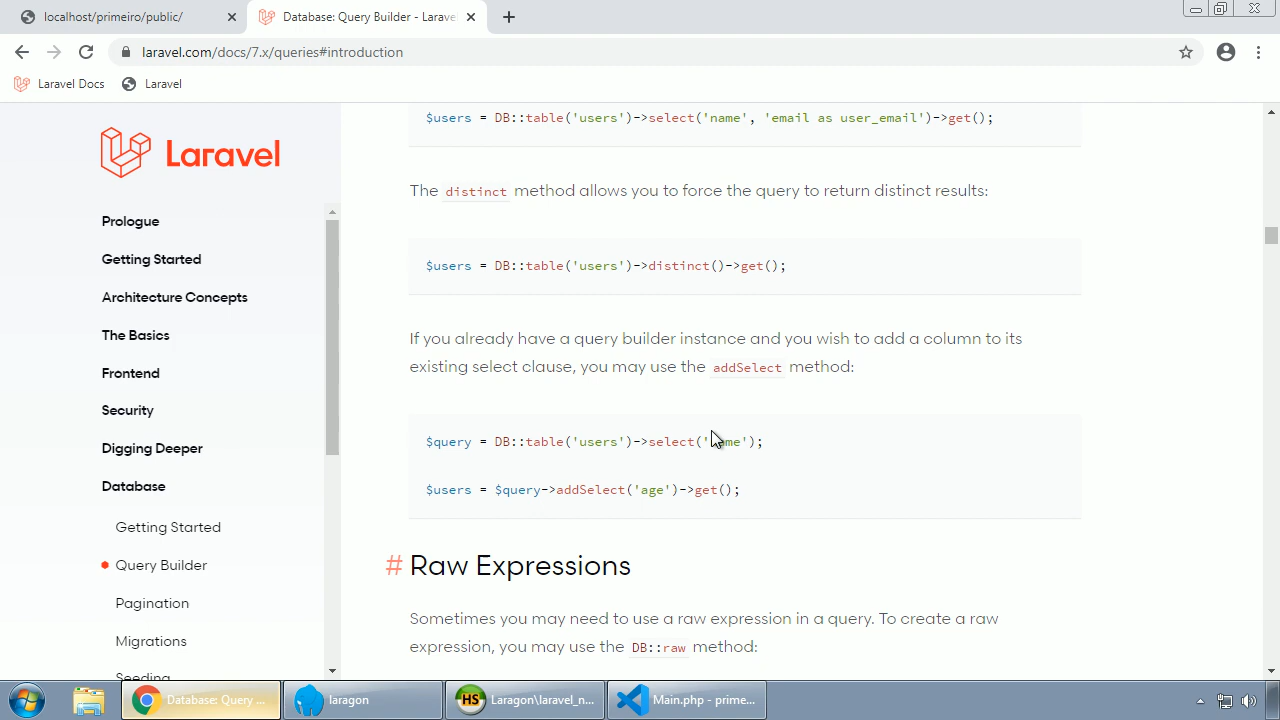 localhost/primeiro/public/
Database: Query Builder - Larave
laravel.com/docs/7.x/queries#introduction
Laravel Docs
Laravel
Laravel
Prologue
Getting Started
Architecture Concepts
The Basics
Frontend
Security
Digging Deeper
Database
Getting Started
Query Builder
Pagination
Migrations
Seeding
$users = DB::table('users')->select('name', 'email as user_email')->get();
The distinct method allows you to force the query to return distinct results:
$users = DB::table('users')->distinct()->get();
If you already have a query builder instance and you wish to add a column to its
existing select clause, you may use the addSelect method:
$query = DB::table('users')->select('name');
$users = $query->addSelect('age')->get();
# Raw Expressions
Sometimes you may need to use a raw expression in a query. To create a raw
expression, you may use the DB::raw method:
Database: Query ...
laragon
HS
Laragon\laravel_n...
Main.php - prime...